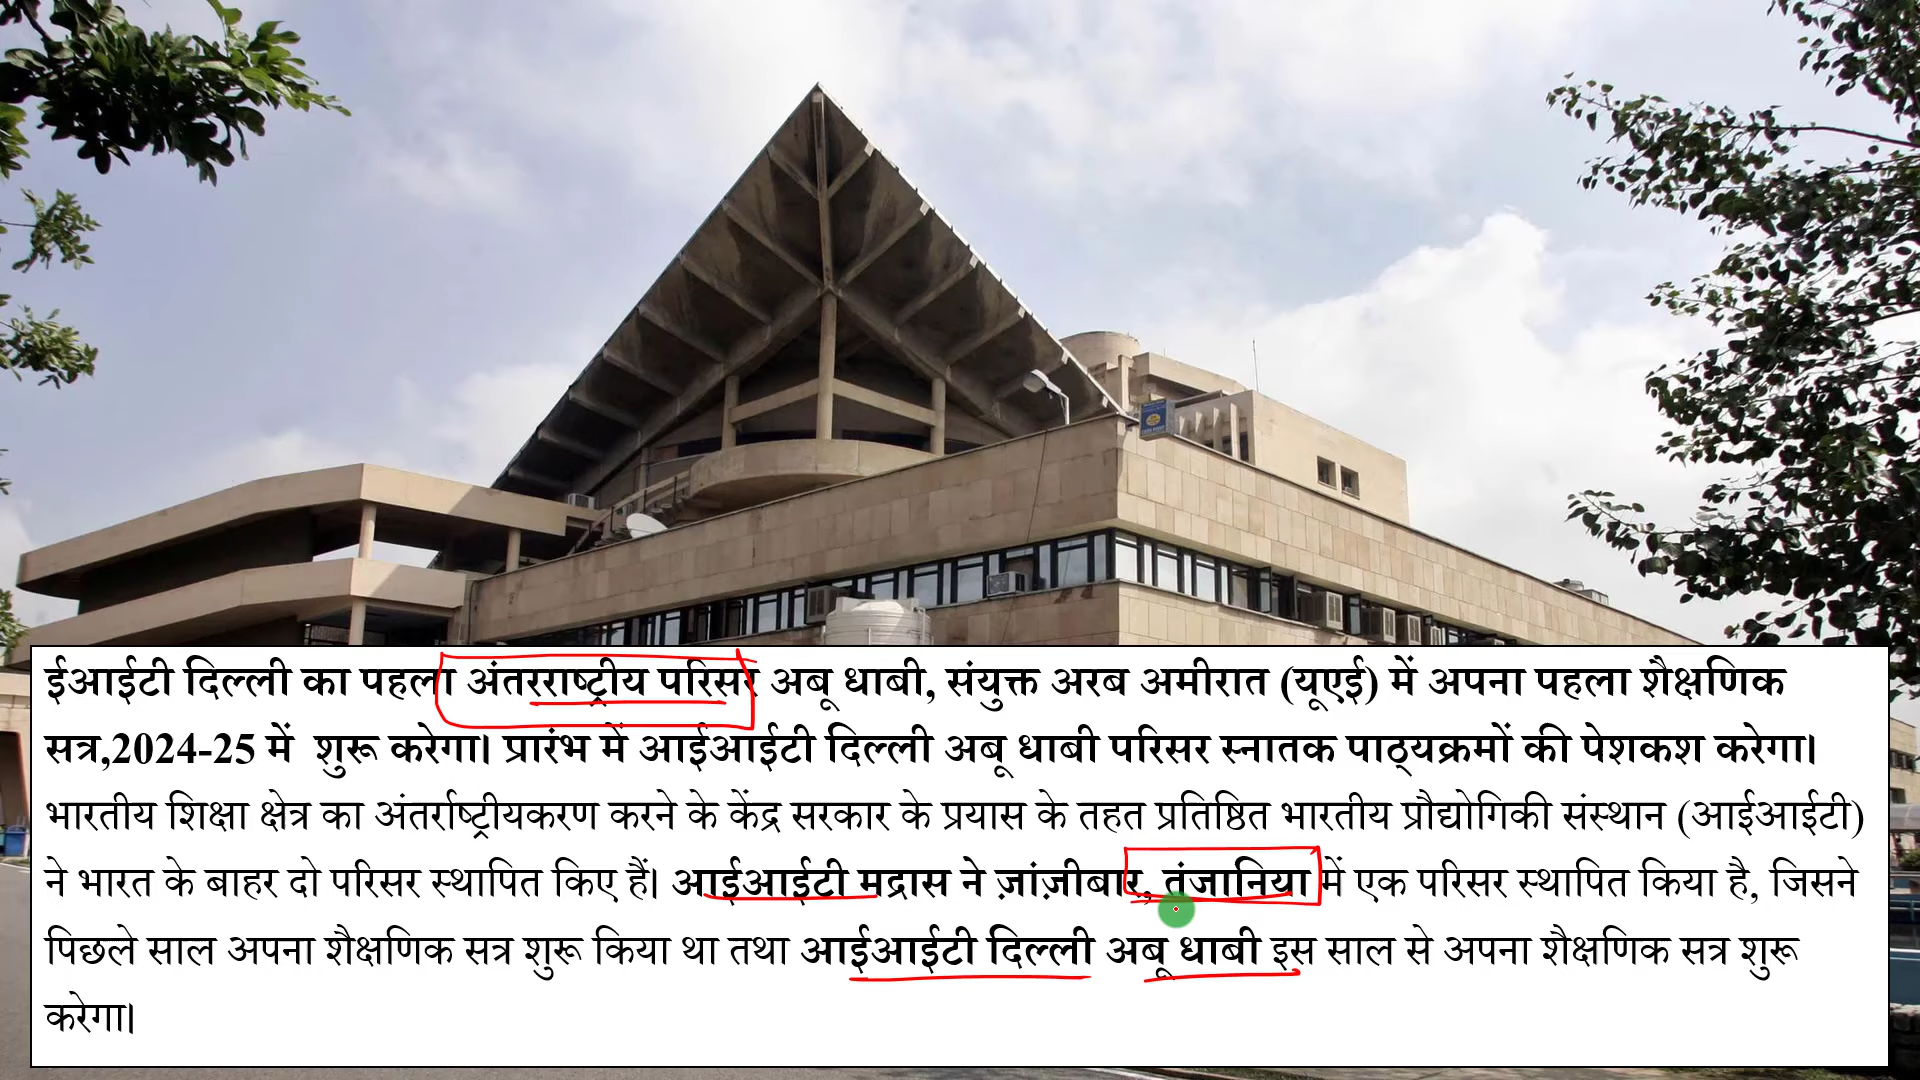 ईआईटी दिल्ली का पहला अंतरराष्ट्रीय परिसर अबू धाबी, संयुक्त अरब अमीरात (यूएई) में अपना पहला शैक्षणिक
सत्र,2024-25 में शुरू करेगा। प्रारंभ में आईआईटी दिल्ली अबू धाबी परिसर स्नातक पाठ्यक्रमों की पेशकश करेगा।
भारतीय शिक्षा क्षेत्र का अंतर्राष्ट्रीयकरण करने के केंद्र सरकार के प्रयास के तहत प्रतिष्ठित भारतीय प्रौद्योगिकी संस्थान (आईआईटी)
ने भारत के बाहर दो परिसर स्थापित किए हैं। आईआईटी मद्रास ने ज़ांज़ीबार, तंजानिया में एक परिसर स्थापित किया है, जिसने
पिछले साल अपना शैक्षणिक सत्र शुरू किया था तथा आईआईटी दिल्ली अबू धाबी इस साल से अपना शैक्षणिक सत्र शुरू
करेगा।